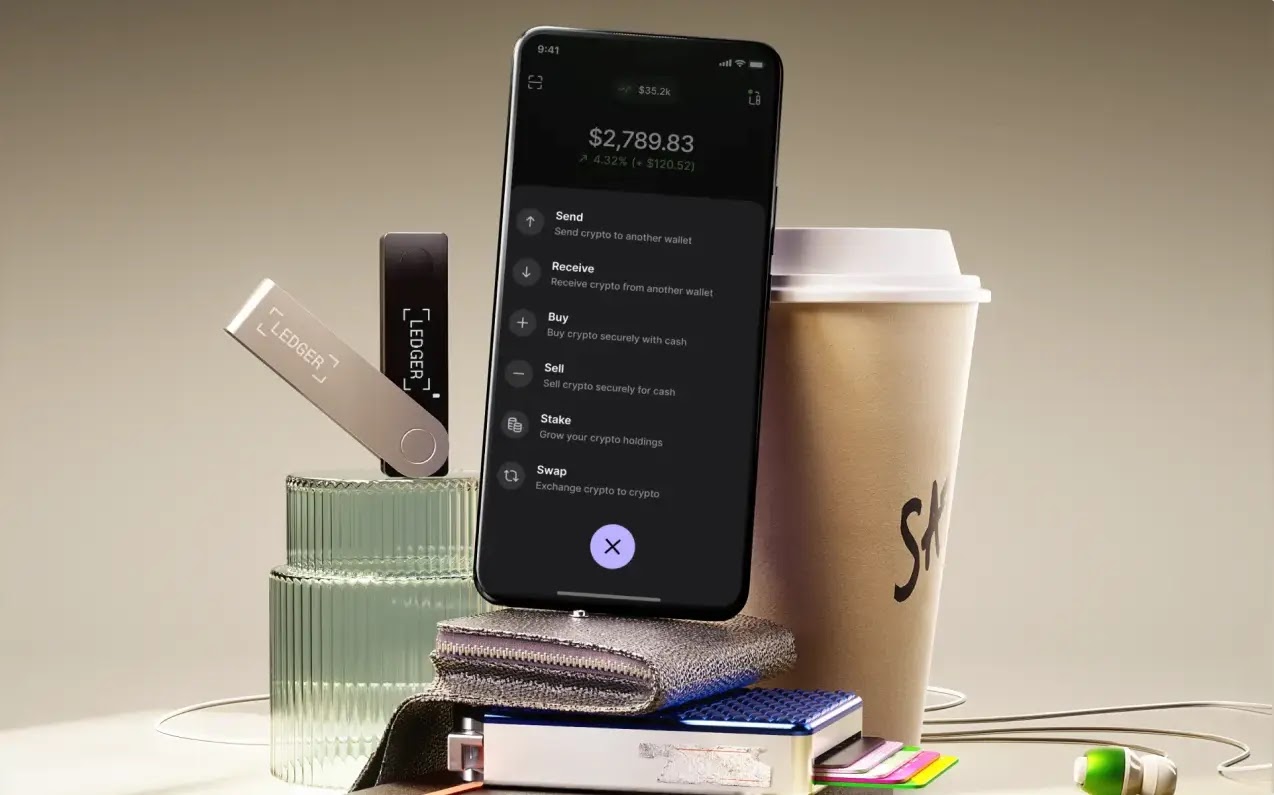 9:41
$35.2k
$2,789.83
↗ 4.32% (+ $120.52)
Send
Send crypto to another wallet
Receive
Receive crypto from another wallet
Buy
Buy crypto securely with cash
Sell
Sell crypto securely for cash
Stake
Grow your crypto holdings
Swap
Exchange crypto to crypto
LEDGER
LEDGER